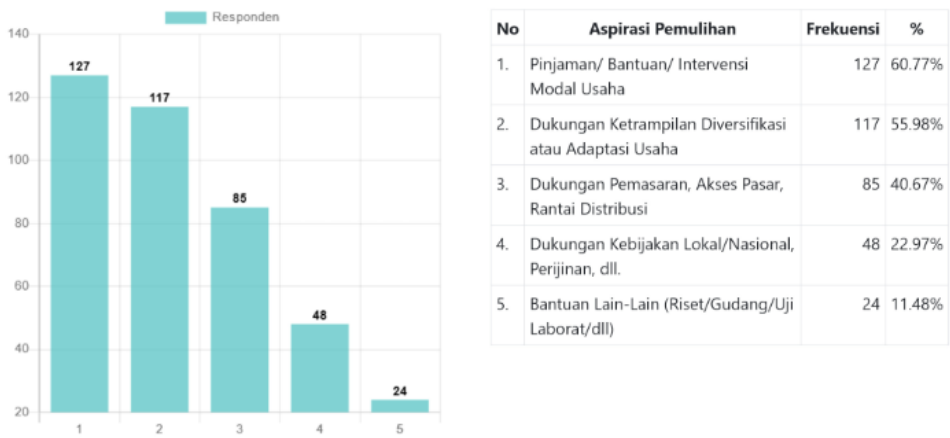 Responden
140
120
100
80
60
40
20
127
117
85
48
24
1 2 3 4 5
No Aspirasi Pemulihan Frekuensi %
1. Pinjaman/ Bantuan/ Intervensi 127 60.77%
Modal Usaha
2. Dukungan Ketrampilan Diversifikasi 117 55.98%
atau Adaptasi Usaha
3. Dukungan Pemasaran, Akses Pasar, 85 40.67%
Rantai Distribusi
4. Dukungan Kebijakan Lokal/Nasional, 48 22.97%
Perijinan, dll.
5. Bantuan Lain-Lain (Riset/Gudang/Uji 24 11.48%
Laborat/dll)